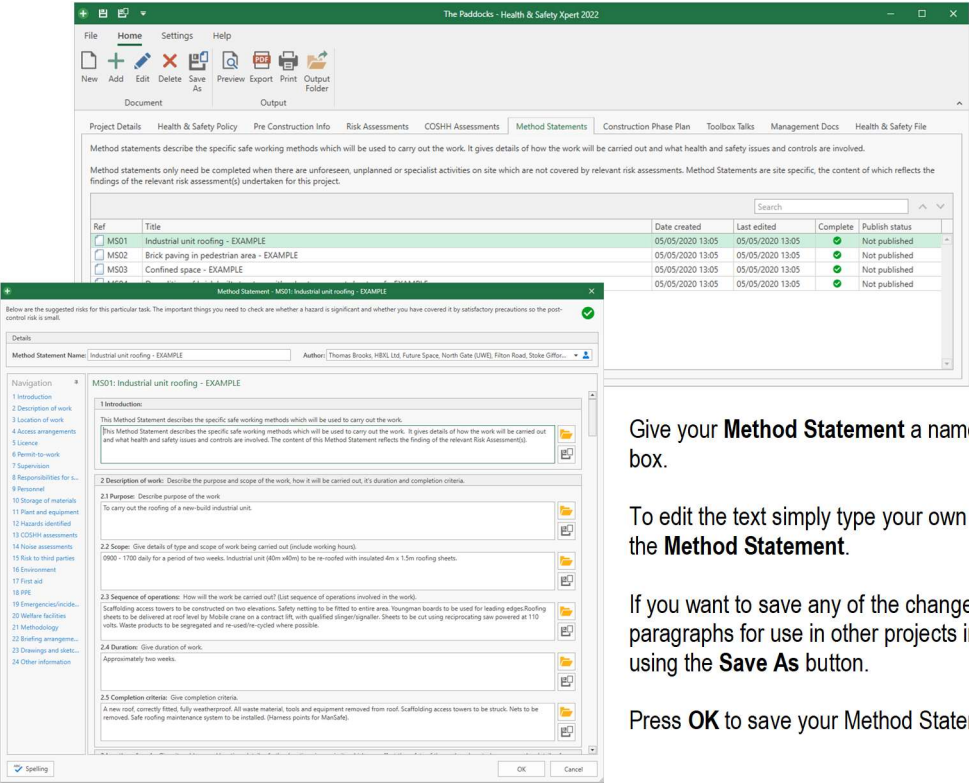 The Paddocks - Health & Safety Xpert 2022
File Home Settings Help
New Add Edit Delete Save As Preview Export Print Output Folder
Document Output
Project Details Health & Safety Policy Pre Construction Info Risk Assessments COSHH Assessments Method Statements Construction Phase Plan Toolbox Talks Management Docs Health & Safety File
Method statements describe the specific safe working methods which will be used to carry out the work. It gives details of how the work will be carried out and what health and safety issues and controls are involved.
Method statements only need be completed when there are unforeseen, unplanned or specialist activities on site which are not covered by relevant risk assessments. Method Statements are site specific, the content of which reflects the
findings of the relevant risk assessment(s) undertaken for this project.
Search
Ref Title Date created Last edited Complete Publish status
MS01 Industrial unit roofing - EXAMPLE 05/05/2020 13:05 05/05/2020 13:05 Not published
MS02 Brick paving in pedestrian area - EXAMPLE 05/05/2020 13:05 05/05/2020 13:05 Not published
MS03 Confined space - EXAMPLE 05/05/2020 13:05 05/05/2020 13:05 Not published
05/05/2020 13:05 05/05/2020 13:05 Not published
Method Statement - MS01: Industrial unit roofing - EXAMPLE
Below are the suggested risks for this particular task. The important things you need to check are whether a hazard is significant and whether you have covered it by satisfactory precautions so the post-
control risk is small.
Details
Method Statement Name: Industrial unit roofing - EXAMPLE Author: Thomas Brooks, HBXL Ltd, Future Space, North Gate (UWE), Filton Road, Stoke Giffor...
Navigation
1 Introduction
2 Description of work
3 Location of work
4 Access arrangements
5 Licence
6 Permit-to-work
7 Supervision
8 Responsibilities for s...
9 Personnel
10 Storage of materials
11 Plant and equipment
12 Hazards identified
13 COSHH assessments
14 Noise assessments
15 Risk to third parties
16 Environment
17 First aid
18 PPE
19 Emergencies/incide...
20 Welfare facilities
21 Methodology
22 Briefing arrangeme...
23 Drawings and sketc...
24 Other information
MS01: Industrial unit roofing - EXAMPLE
1 Introduction:
This Method Statement describes the specific safe working methods which will be used to carry out the work.
This Method Statement describes the specific safe working methods which will be used to carry out the work. It gives details of how the work will be carried out
and what health and safety issues and controls are involved. The content of this Method Statement reflects the finding of the relevant Risk Assessment(s).
2 Description of work: Describe the purpose and scope of the work, how it will be carried out, it's duration and completion criteria.
2.1 Purpose: Describe purpose of the work
To carry out the roofing of a new-build industrial unit.
2.2 Scope: Give details of type and scope of work being carried out (include working hours).
0900 - 1700 daily for a period of two weeks. Industrial unit (40m x40m) to be re-roofed with insulated 4m x 1.5m roofing sheets.
2.3 Sequence of operations: How will the work be carried out? (List sequence of operations involved in the work).
Scaffolding access towers to be constructed on two elevations. Safety netting to be fitted to entire area. Youngman boards to be used for leading edges.Roofing
sheets to be delivered at roof level by Mobile crane on a contract lift, with qualified slinger/signaller. Sheets to be cut using reciprocating saw powered at 110
volts. Waste products to be segregated and re-used/re-cycled where possible.
2.4 Duration: Give duration of work.
Approximately two weeks.
2.5 Completion criteria: Give completion criteria.
A new roof, correctly fitted, fully weatherproof. All waste material, tools and equipment removed from roof. Scaffolding access towers to be struck. Nets to be
removed. Safe roofing maintenance system to be installed. (Harness points for ManSafe).
Spelling OK Cancel
Give your Method Statement a name
box.
To edit the text simply type your own
the Method Statement.
If you want to save any of the change
paragraphs for use in other projects i
using the Save As button.
Press OK to save your Method State